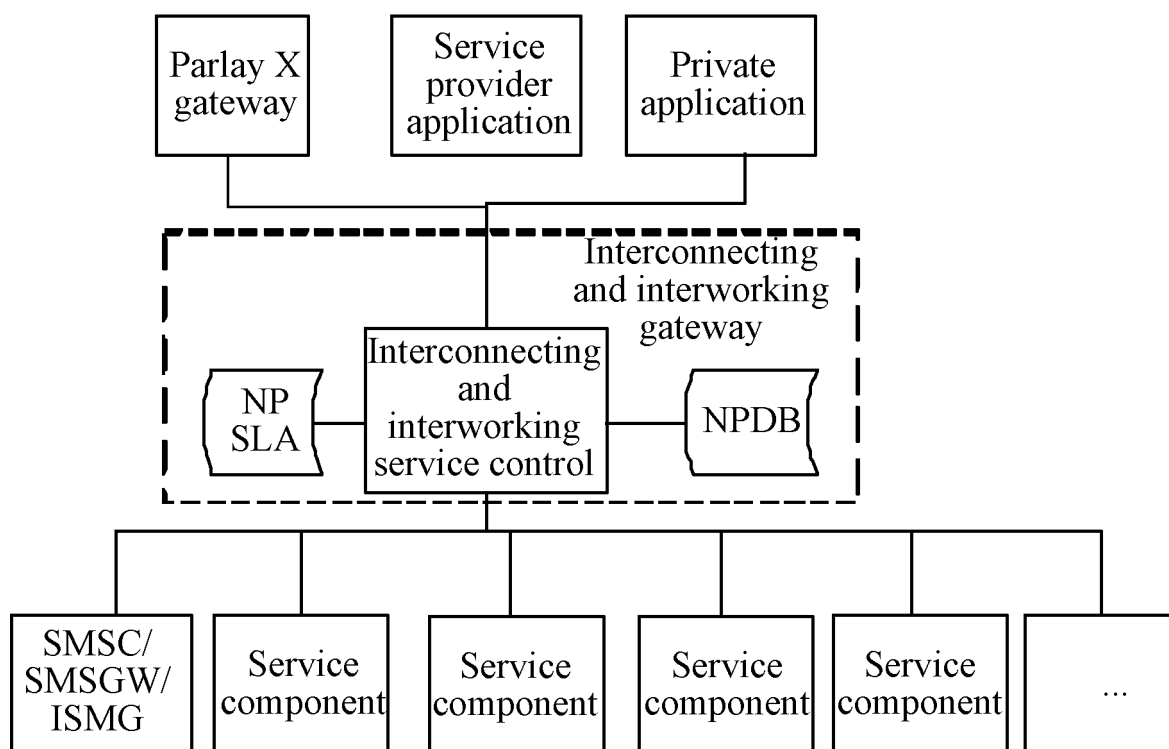 Parlay X
gateway
Service
provider
application
Private
application
Interconnecting
and interworking
gateway
Interconnecting
and
interworking
service control
NP
SLA
NPDB
SMSC/
SMSGW/
ISMG
Service
component
Service
component
Service
component
Service
component
...